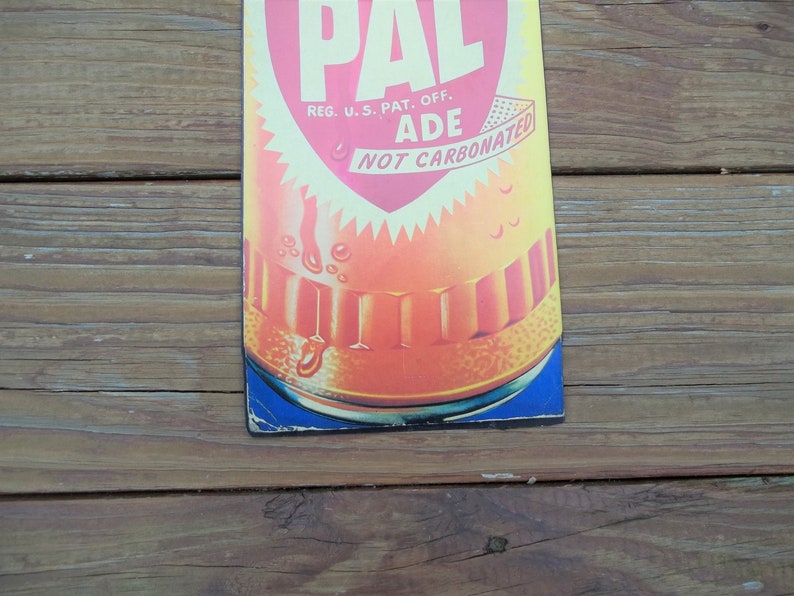 PAL
REG. U.S. PAT. OFF.
ADE
NOT CARBONATED